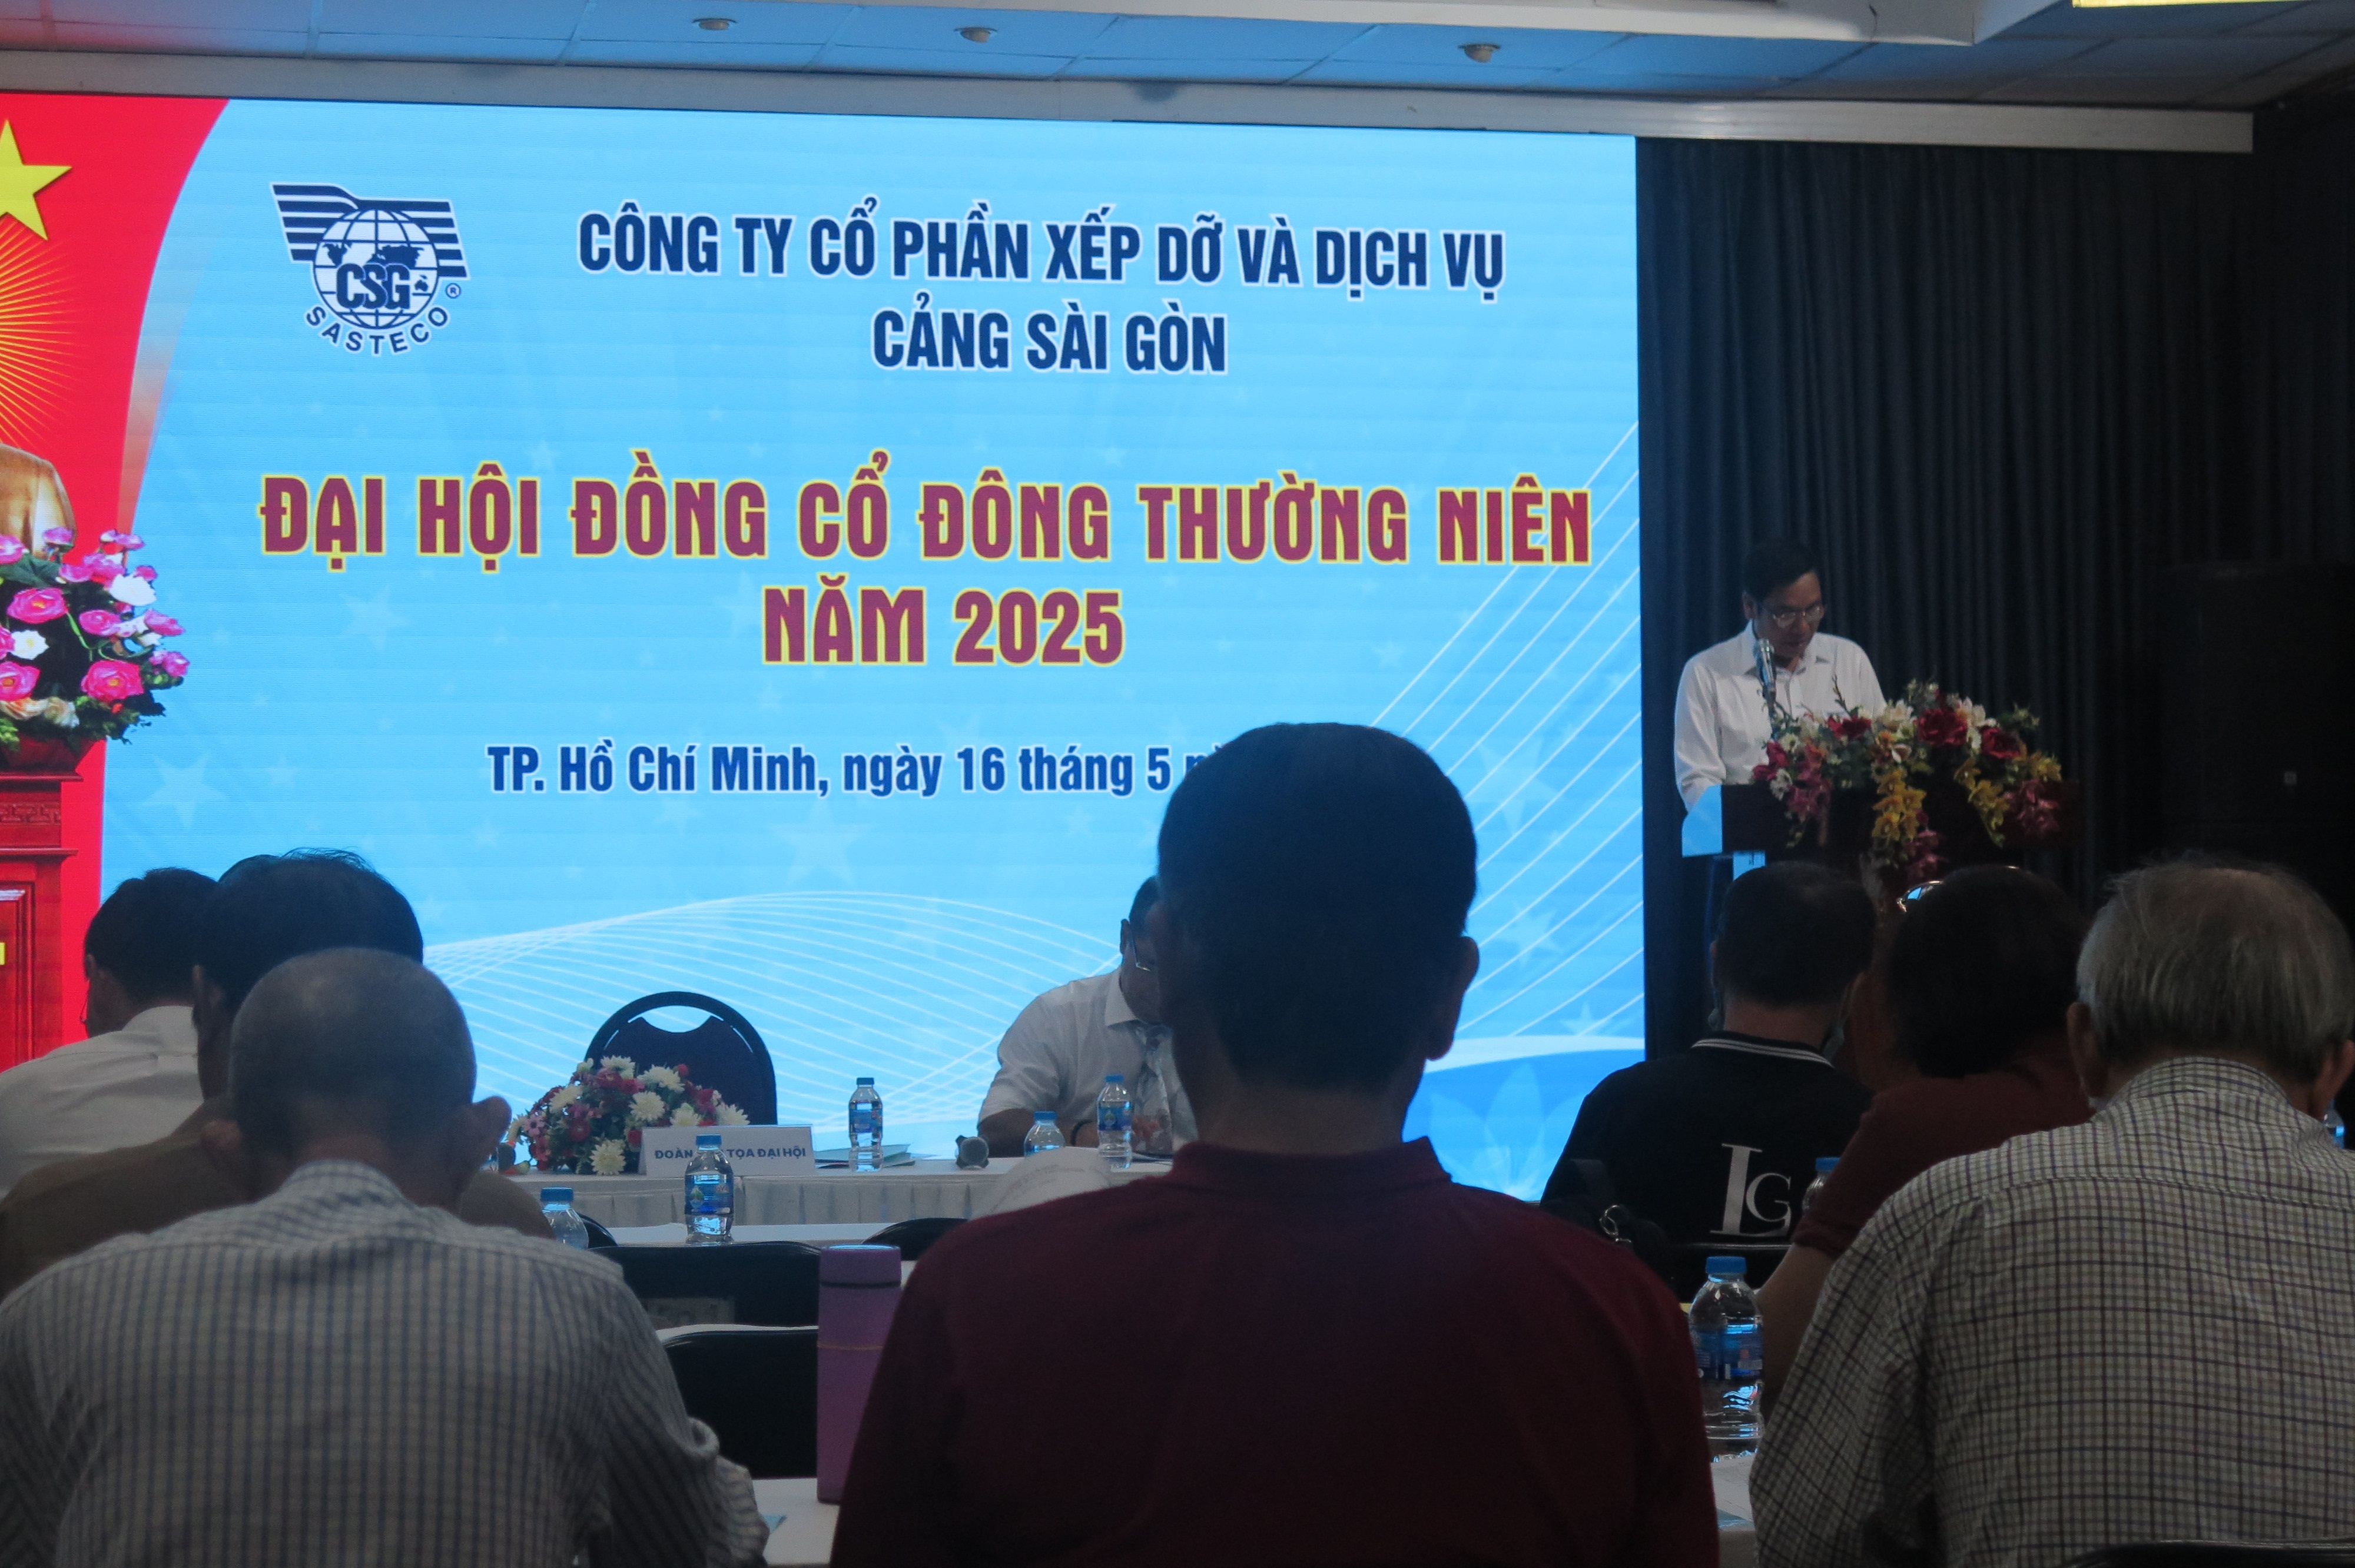 CSG
®
SASTECO
CÔNG TY CỔ PHẦN XẾP DỠ VÀ DỊCH VỤ
CẢNG SÀI GÒN
ĐẠI HỘI ĐỒNG CỔ ĐÔNG THƯỜNG NIÊN
NĂM 2025
TP. Hồ Chí Minh, ngày 16 tháng 5
ĐOÀN TỌA ĐẠI HỘI
LG